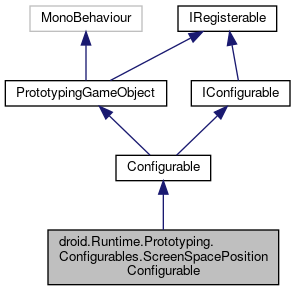 MonoBehaviour
IRegisterable
PrototypingGameObject
IConfigurable
Configurable
droid.Runtime.Prototyping.
Configurables.ScreenSpacePosition
Configurable